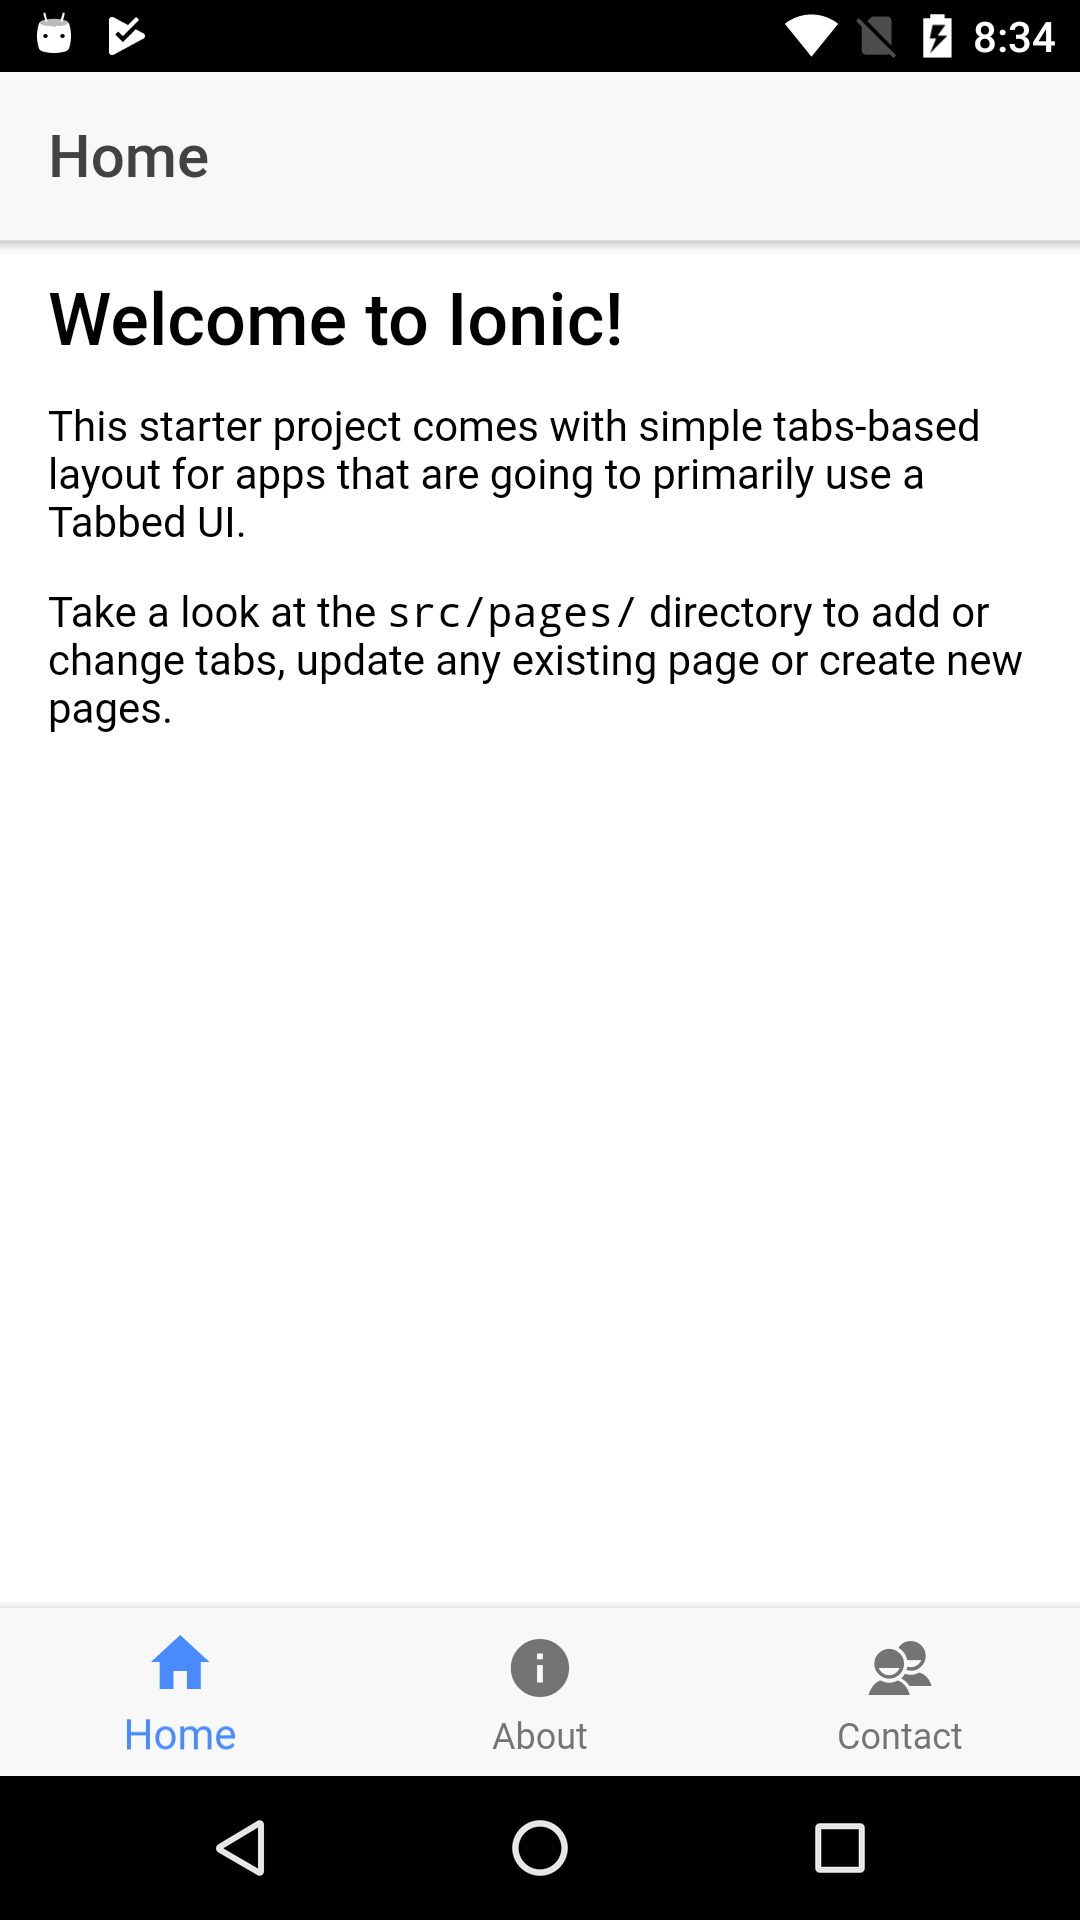 8:34
Home
Welcome to Ionic!
This starter project comes with simple tabs-based
layout for apps that are going to primarily use a
Tabbed UI.
Take a look at the src/pages/ directory to add or
change tabs, update any existing page or create new
pages.
Home About Contact